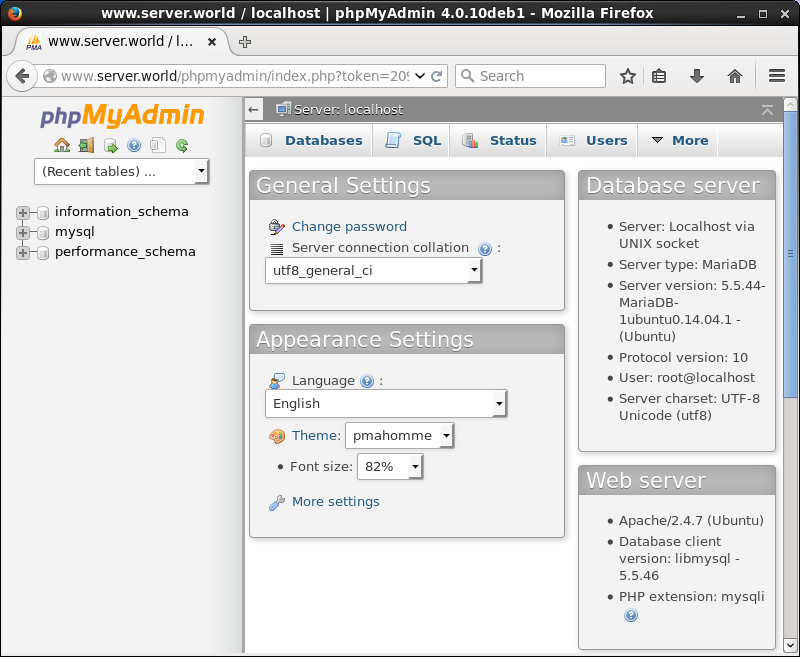 www.server.world / localhost | phpMyAdmin 4.0.10deb1 - Mozilla Firefox
PMA
www.server.world / l...
www.server.world/phpmyadmin/index.php?token=209
Search
phpMyAdmin
(Recent tables) ...
information_schema
mysql
performance_schema
Server: localhost
Databases
SQL
Status
Users
More
General Settings
Change password
Server connection collation :
utf8_general_ci
Appearance Settings
Language :
English
Theme: pmahomme
• Font size: 82%
More settings
Database server
• Server: Localhost via
UNIX socket
• Server type: MariaDB
• Server version: 5.5.44-
MariaDB-
1ubuntu0.14.04.1 -
(Ubuntu)
• Protocol version: 10
• User: root@localhost
• Server charset: UTF-8
Unicode (utf8)
Web server
• Apache/2.4.7 (Ubuntu)
• Database client
version: libmysql -
5.5.46
• PHP extension: mysqli